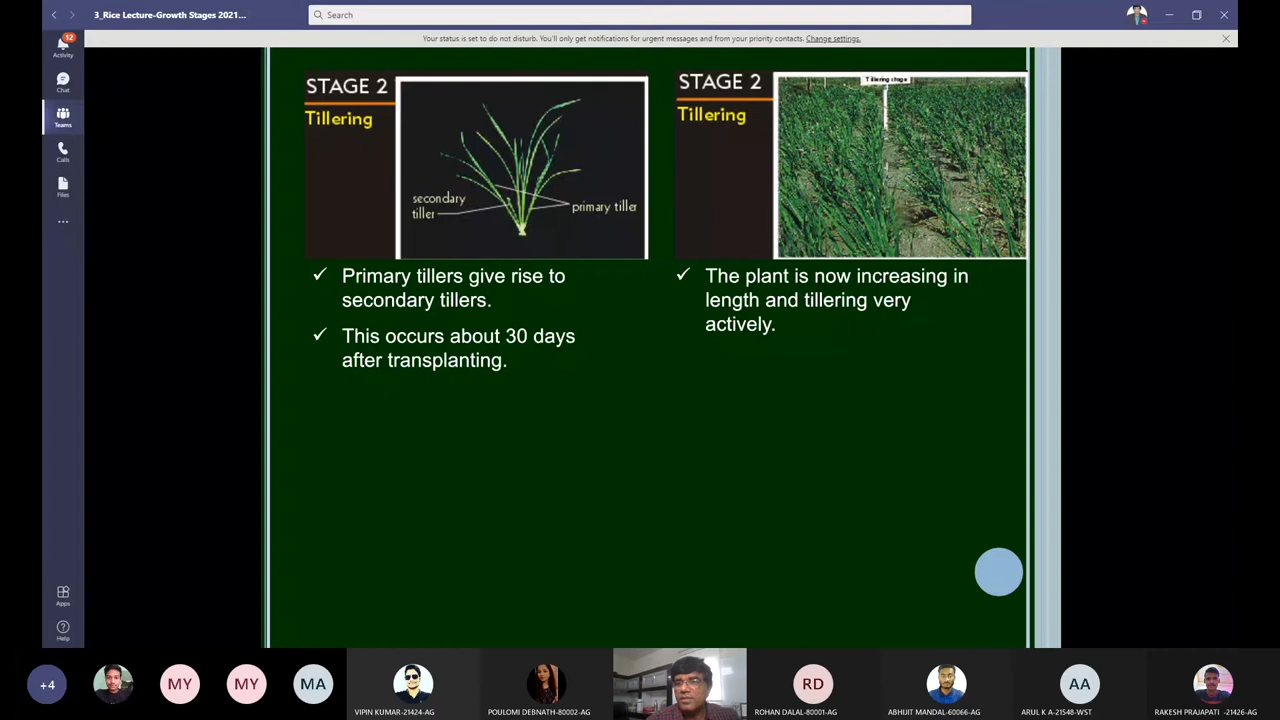 3_Rice Lecture-Growth Stages 2021...
Search
Your status is set to do not disturb. You'll only get notifications for urgent messages and from your priority contacts. Change settings.
12
Activity
Chat
Teams
Calls
Files
...
Apps
Help
STAGE 2
Tillering
secondary
tiller
primary tiller
✓ Primary tillers give rise to
secondary tillers.
✓ This occurs about 30 days
after transplanting.
STAGE 2
Tillering
Tillering stage
✓ The plant is now increasing in
length and tillering very
actively.
+4
MY
MY
MA
VIPIN KUMAR-21424-AG
POULOMI DEBNATH-80002-AG
RD
ROHAN DALAL-80001-AG
ABHIJIT MANDAL-60066-AG
AA
ARUL K A-21548-WST
RAKESH PRAJAPATI -21426-AG